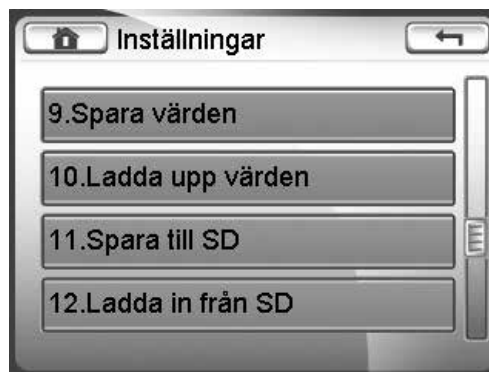 Inställningar
9.Spara värden
10.Ladda upp värden
11.Spara till SD
12.Ladda in från SD